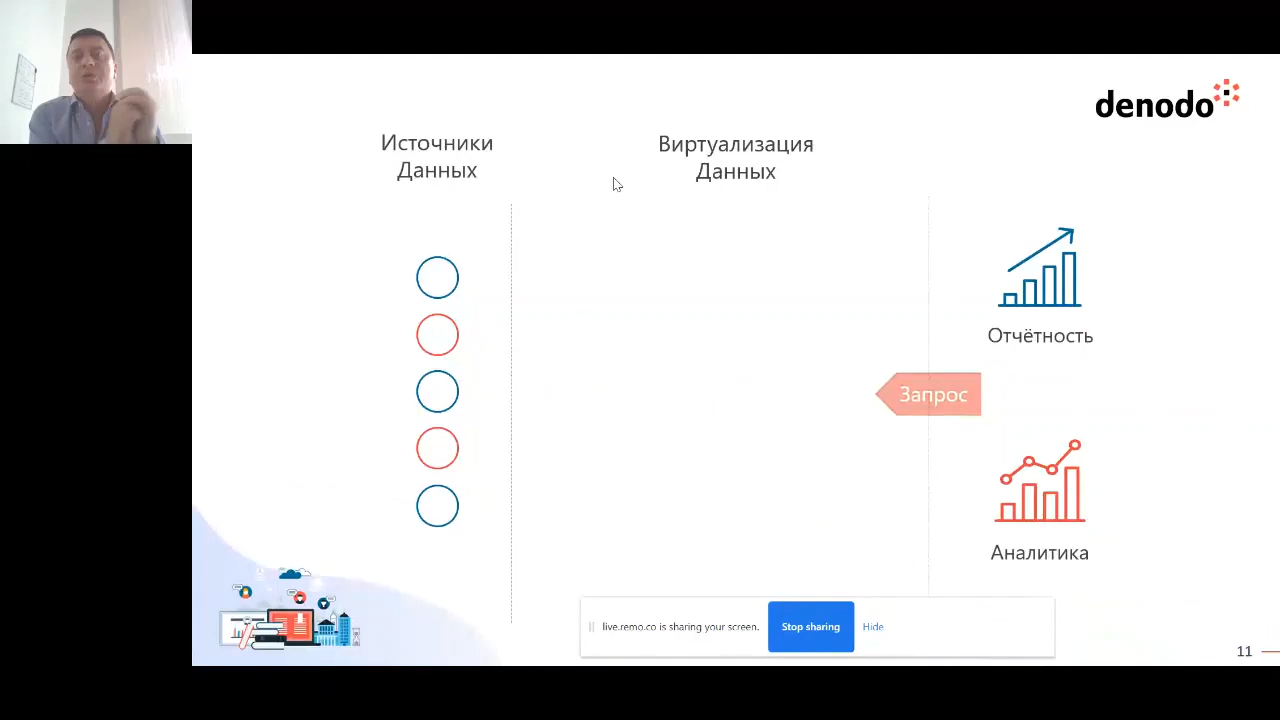 denodo
Источники
Данных
Виртуализация
Данных
Отчётность
Запрос
Аналитика
live.remo.co is sharing your screen.
Stop sharing
Hide
11